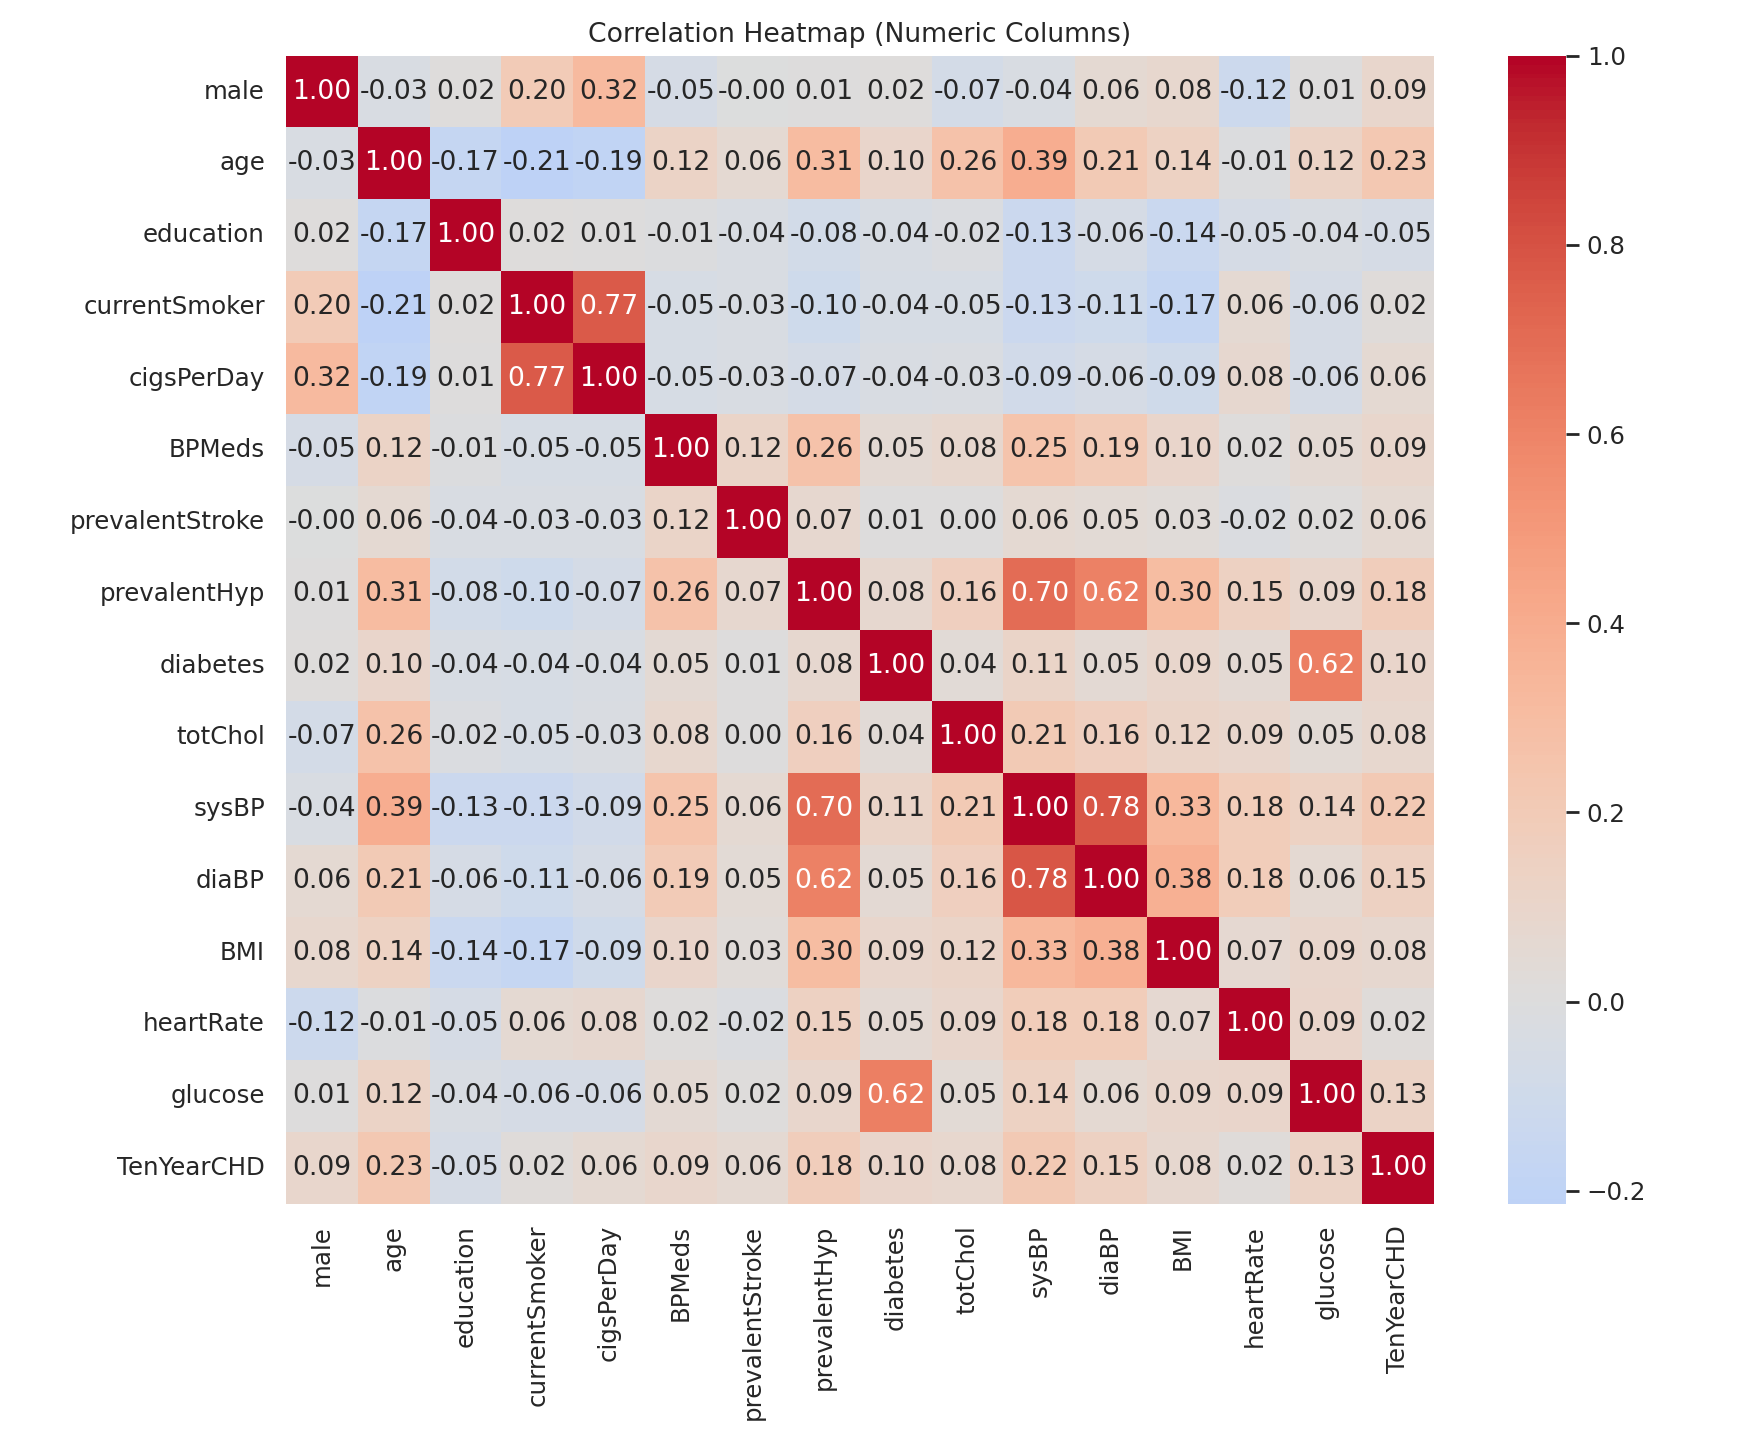 Correlation Heatmap (Numeric Columns)
male 1.00 -0.03 0.02 0.20 0.32 -0.05 -0.00 0.01 0.02 -0.07 -0.04 0.06 0.08 -0.12 0.01 0.09
age -0.03 1.00 -0.17 -0.21 -0.19 0.12 0.06 0.31 0.10 0.26 0.39 0.21 0.14 -0.01 0.12 0.23
education 0.02 -0.17 1.00 0.02 0.01 -0.01 -0.04 -0.08 -0.04 -0.02 -0.13 -0.06 -0.14 -0.05 -0.04 -0.05
currentSmoker 0.20 -0.21 0.02 1.00 0.77 -0.05 -0.03 -0.10 -0.04 -0.05 -0.13 -0.11 -0.17 0.06 -0.06 0.02
cigsPerDay 0.32 -0.19 0.01 0.77 1.00 -0.05 -0.03 -0.07 -0.04 -0.03 -0.09 -0.06 -0.09 0.08 -0.06 0.06
BPMeds -0.05 0.12 -0.01 -0.05 -0.05 1.00 0.12 0.26 0.05 0.08 0.25 0.19 0.10 0.02 0.05 0.09
prevalentStroke -0.00 0.06 -0.04 -0.03 -0.03 0.12 1.00 0.07 0.01 0.00 0.06 0.05 0.03 -0.02 0.02 0.06
prevalentHyp 0.01 0.31 -0.08 -0.10 -0.07 0.26 0.07 1.00 0.08 0.16 0.70 0.62 0.30 0.15 0.09 0.18
diabetes 0.02 0.10 -0.04 -0.04 -0.04 0.05 0.01 0.08 1.00 0.04 0.11 0.05 0.09 0.05 0.62 0.10
totChol -0.07 0.26 -0.02 -0.05 -0.03 0.08 0.00 0.16 0.04 1.00 0.21 0.16 0.12 0.09 0.05 0.08
sysBP -0.04 0.39 -0.13 -0.13 -0.09 0.25 0.06 0.70 0.11 0.21 1.00 0.78 0.33 0.18 0.14 0.22
diaBP 0.06 0.21 -0.06 -0.11 -0.06 0.19 0.05 0.62 0.05 0.16 0.78 1.00 0.38 0.18 0.06 0.15
BMI 0.08 0.14 -0.14 -0.17 -0.09 0.10 0.03 0.30 0.09 0.12 0.33 0.38 1.00 0.07 0.09 0.08
heartRate -0.12 -0.01 -0.05 0.06 0.08 0.02 -0.02 0.15 0.05 0.09 0.18 0.18 0.07 1.00 0.09 0.02
glucose 0.01 0.12 -0.04 -0.06 -0.06 0.05 0.02 0.09 0.62 0.05 0.14 0.06 0.09 0.09 1.00 0.13
TenYearCHD 0.09 0.23 -0.05 0.02 0.06 0.09 0.06 0.18 0.10 0.08 0.22 0.15 0.08 0.02 0.13 1.00
male age education currentSmoker cigsPerDay BPMeds prevalentStroke prevalentHyp diabetes totChol sysBP diaBP BMI heartRate glucose TenYearCHD
1.0
0.8
0.6
0.4
0.2
0.0
−0.2